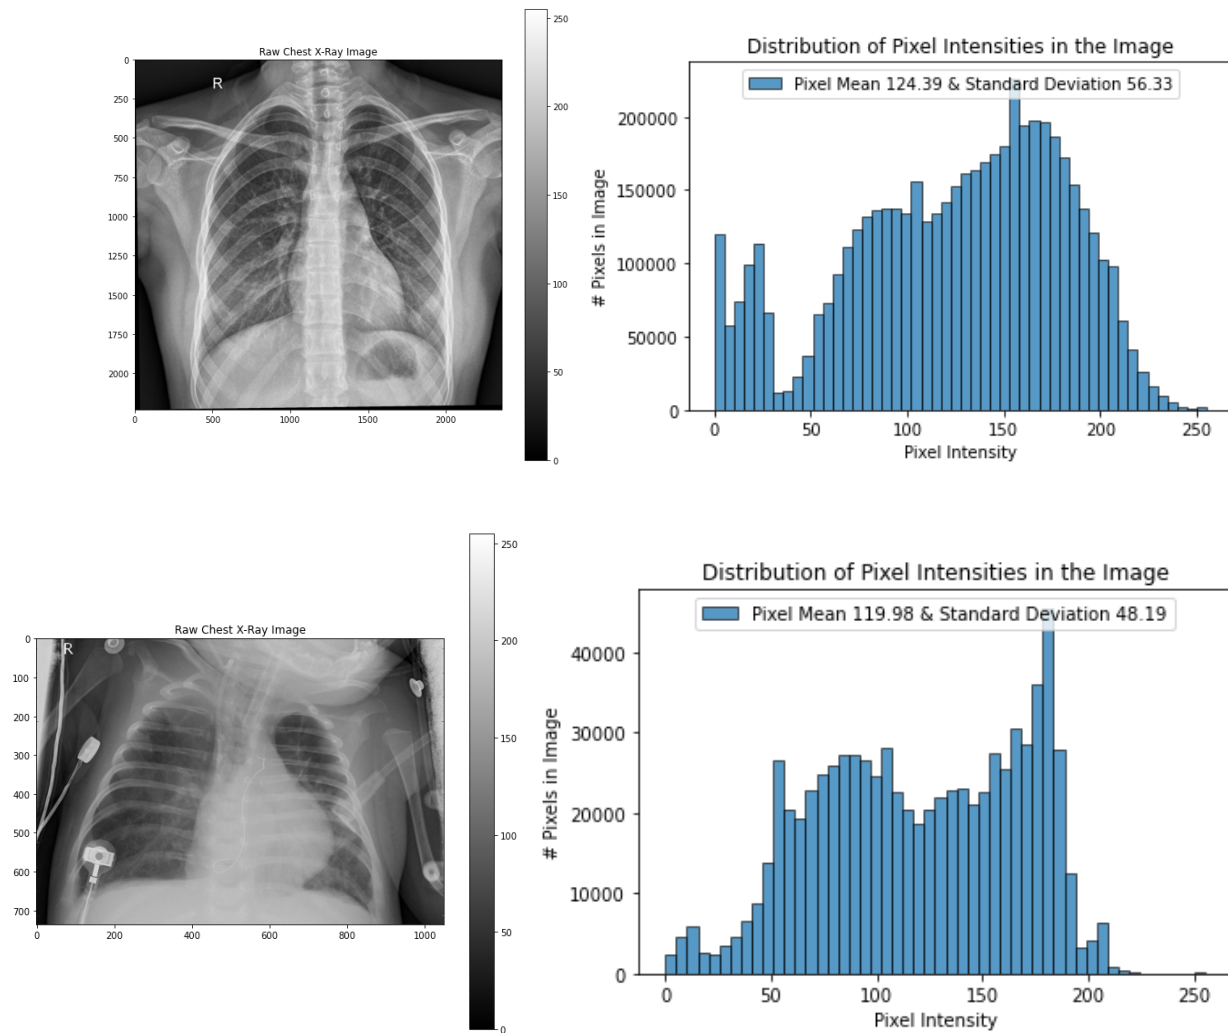 Raw Chest X-Ray Image
R
0
250
500
750
1000
1250
1500
1750
2000
0 500 1000 1500 2000
250
200
150
100
50
0
Distribution of Pixel Intensities in the Image
Pixel Mean 124.39 & Standard Deviation 56.33
# Pixels in Image
200000
150000
100000
50000
0
0 50 100 150 200 250
Pixel Intensity
Raw Chest X-Ray Image
R
0
100
200
300
400
500
600
700
0 200 400 600 800 1000
250
200
150
100
50
0
Distribution of Pixel Intensities in the Image
Pixel Mean 119.98 & Standard Deviation 48.19
# Pixels in Image
40000
30000
20000
10000
0
0 50 100 150 200 250
Pixel Intensity